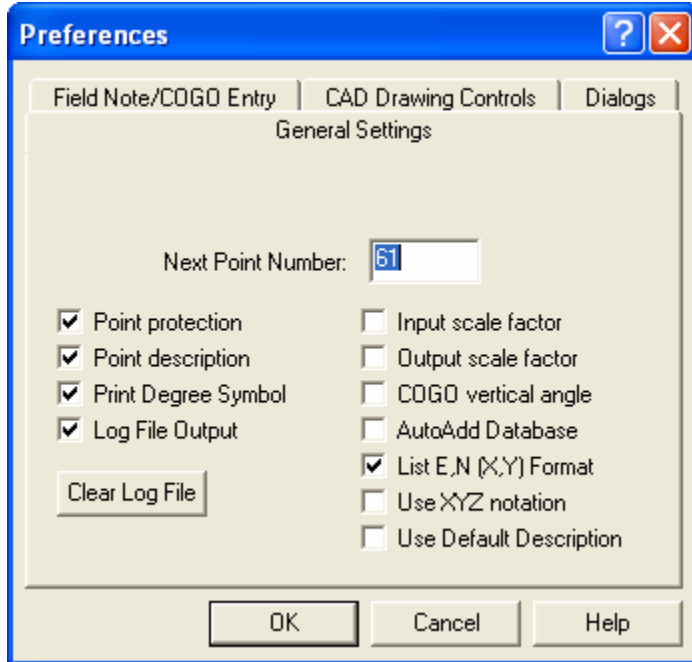 Preferences
Field Note/COGO Entry
CAD Drawing Controls
Dialogs
General Settings
Next Point Number: 61
Point protection
Point description
Print Degree Symbol
Log File Output
Clear Log File
Input scale factor
Output scale factor
COGO vertical angle
AutoAdd Database
List E,N (X,Y) Format
Use XYZ notation
Use Default Description
OK
Cancel
Help